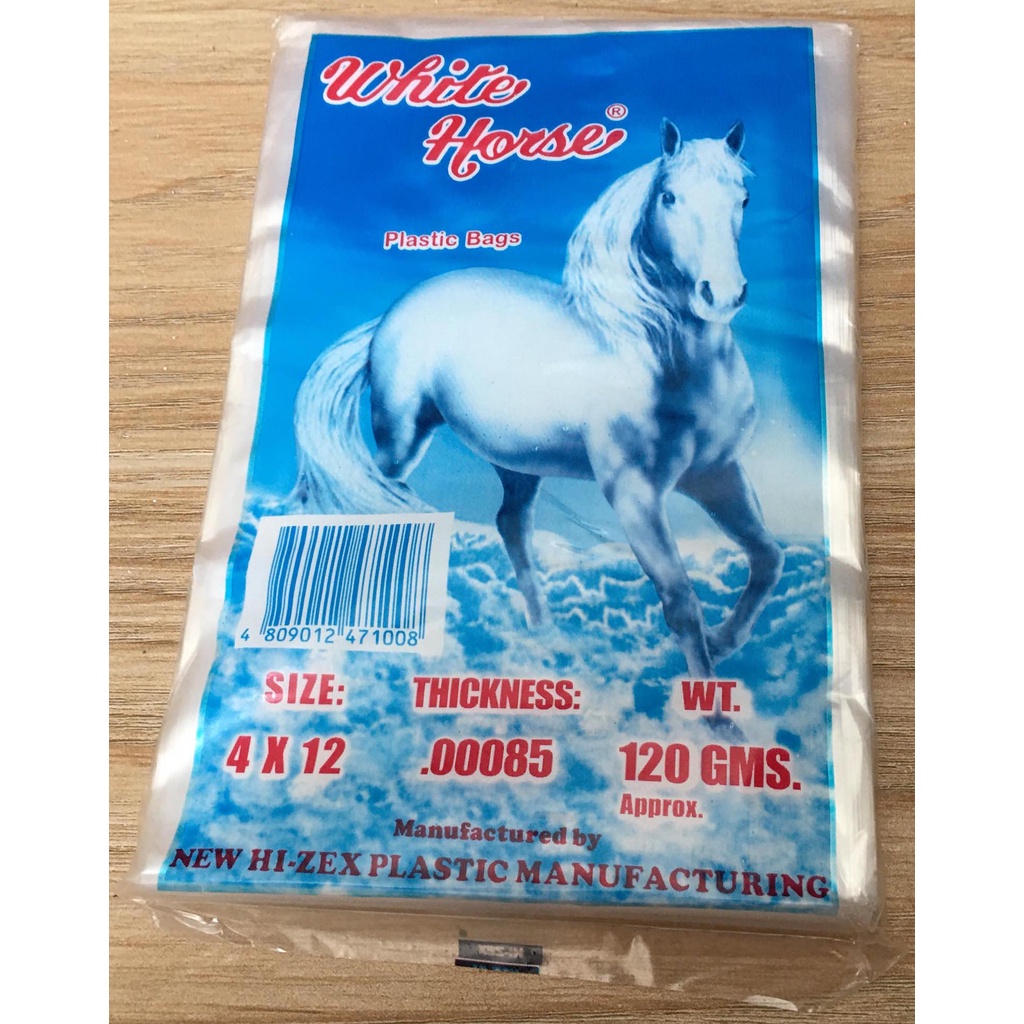 White
Horse®
Plastic Bags
4 809012 471008
SIZE: THICKNESS: WT.
4 X 12 .00085 120 GMS.
Approx.
Manufactured by
NEW HI-ZEX PLASTIC MANUFACTURING